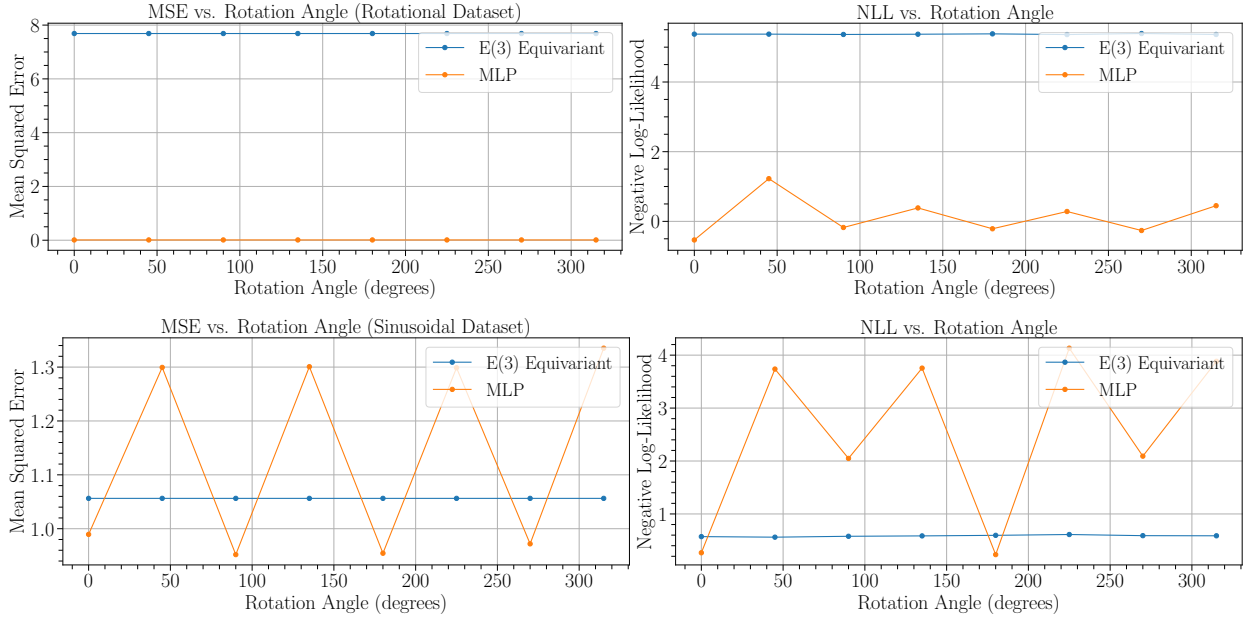 MSE vs. Rotation Angle (Rotational Dataset)
Mean Squared Error
8
6
4
2
0
E(3) Equivariant
MLP
0 50 100 150 200 250 300
Rotation Angle (degrees)
NLL vs. Rotation Angle
Negative Log-Likelihood
4
2
0
E(3) Equivariant
MLP
0 50 100 150 200 250 300
Rotation Angle (degrees)
MSE vs. Rotation Angle (Sinusoidal Dataset)
Mean Squared Error
1.3
1.2
1.1
1.0
E(3) Equivariant
MLP
0 50 100 150 200 250 300
Rotation Angle (degrees)
NLL vs. Rotation Angle
Negative Log-Likelihood
4
3
2
1
E(3) Equivariant
MLP
0 50 100 150 200 250 300
Rotation Angle (degrees)